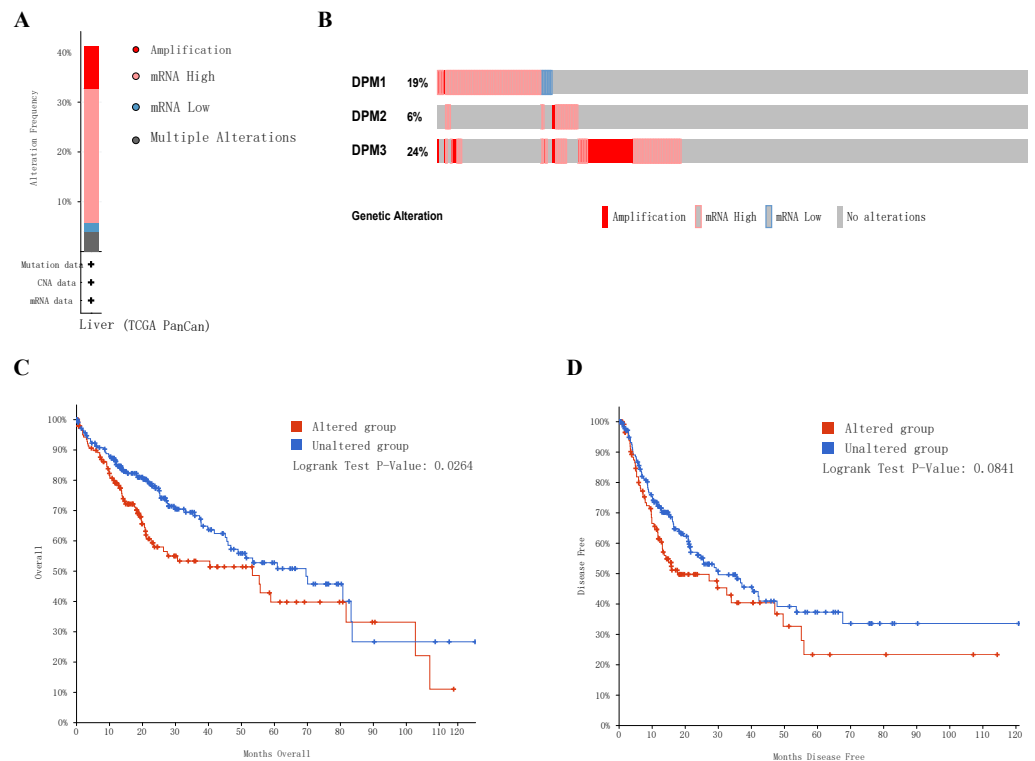 A
40%
30%
20%
10%
Alteration Frequency
Amplification
mRNA High
mRNA Low
Multiple Alterations
Mutation data
CNA data
mRNA data
Liver (TCGA PanCan)
B
DPM1 19%
DPM2 6%
DPM3 24%
Genetic Alteration
Amplification mRNA High mRNA Low No alterations
C
100%
90%
80%
70%
60%
50%
40%
30%
20%
10%
0%
Overall
Altered group
Unaltered group
Logrank Test P-Value: 0.0264
0 10 20 30 40 50 60 70 80 90 100 110 120
Months Overall
D
100%
90%
80%
70%
60%
50%
40%
30%
20%
10%
0%
Disease Free
Altered group
Unaltered group
Logrank Test P-Value: 0.0841
0 10 20 30 40 50 60 70 80 90 100 110 120
Months Disease Free